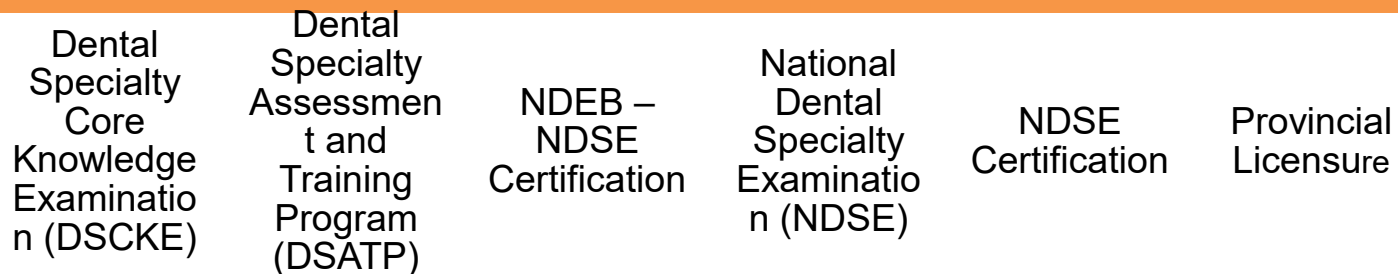 Dental
Specialty
Core
Knowledge
Examinatio
n (DSCKE)
Dental
Specialty
Assessmen
t and
Training
Program
(DSATP)
NDEB –
NDSE
Certification
National
Dental
Specialty
Examinatio
n (NDSE)
NDSE
Certification
Provincial
Licensure